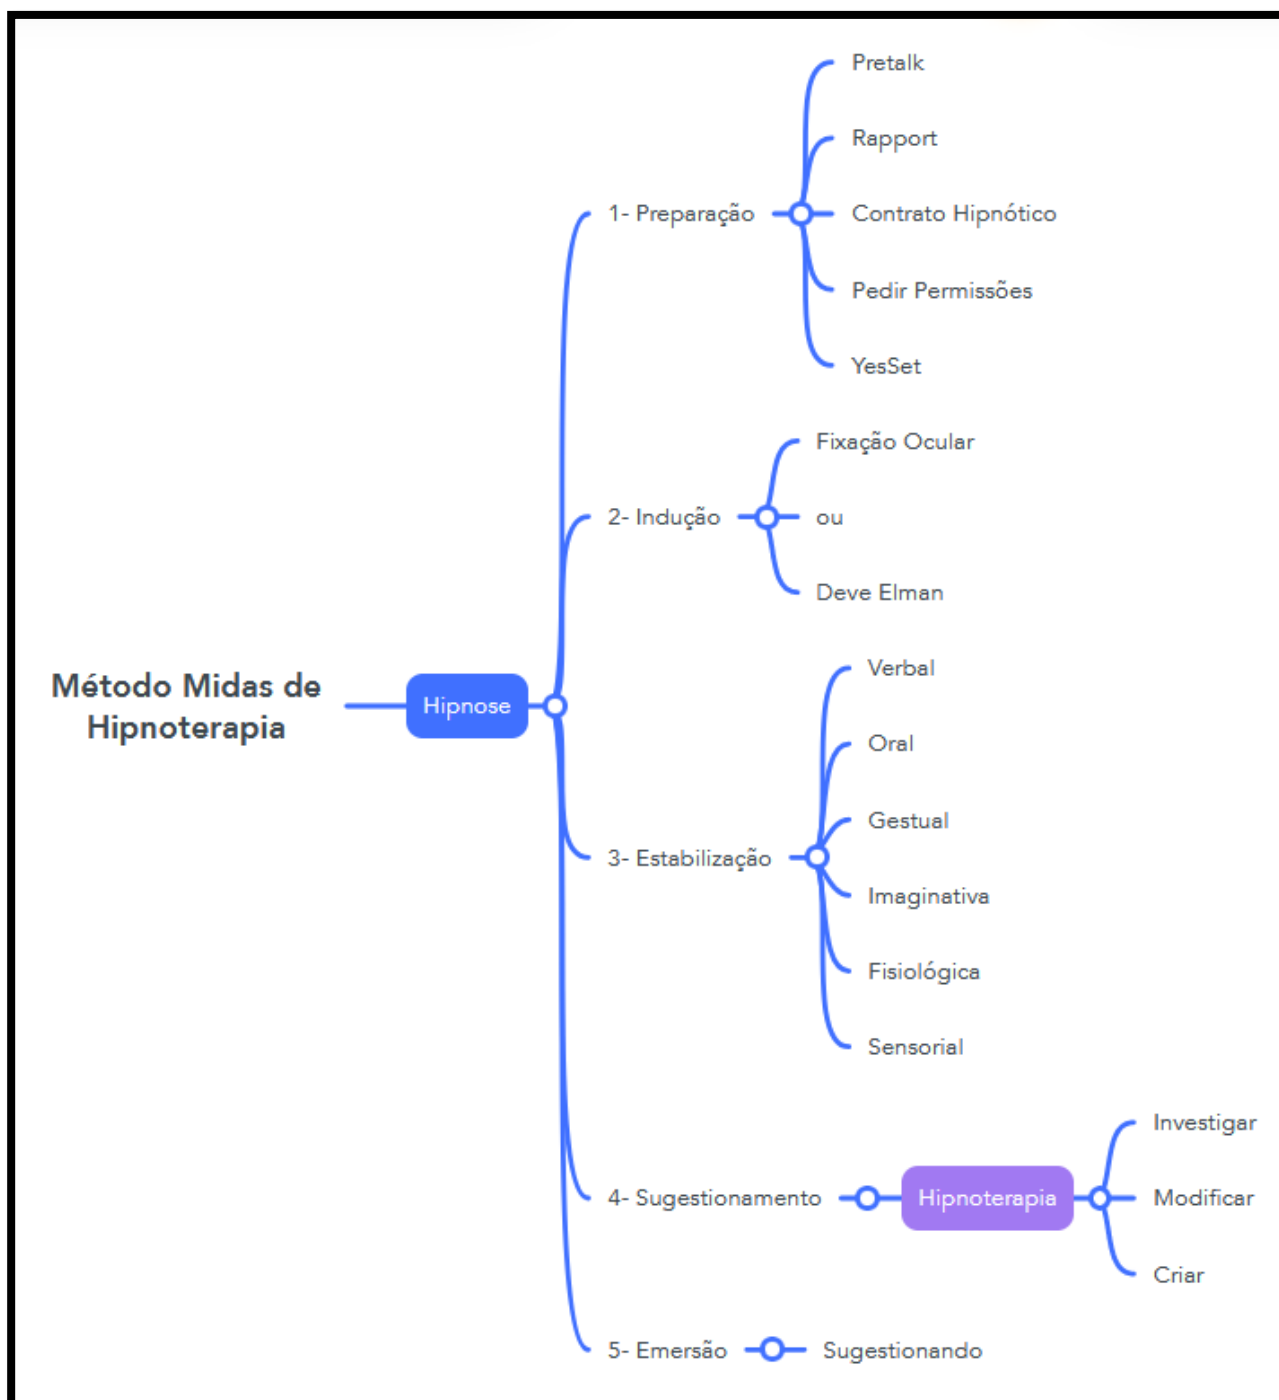 Pretalk
Rapport
1- Preparação
Contrato Hipnótico
Pedir Permissões
YesSet
Fixação Ocular
2- Indução
ou
Deve Elman
Método Midas de
Hipnoterapia
Hipnose
Verbal
Oral
Gestual
3- Estabilização
Imaginativa
Fisiológica
Sensorial
4- Sugestionamento
Hipnoterapia
Investigar
Modificar
Criar
5- Emersão
Sugestionando